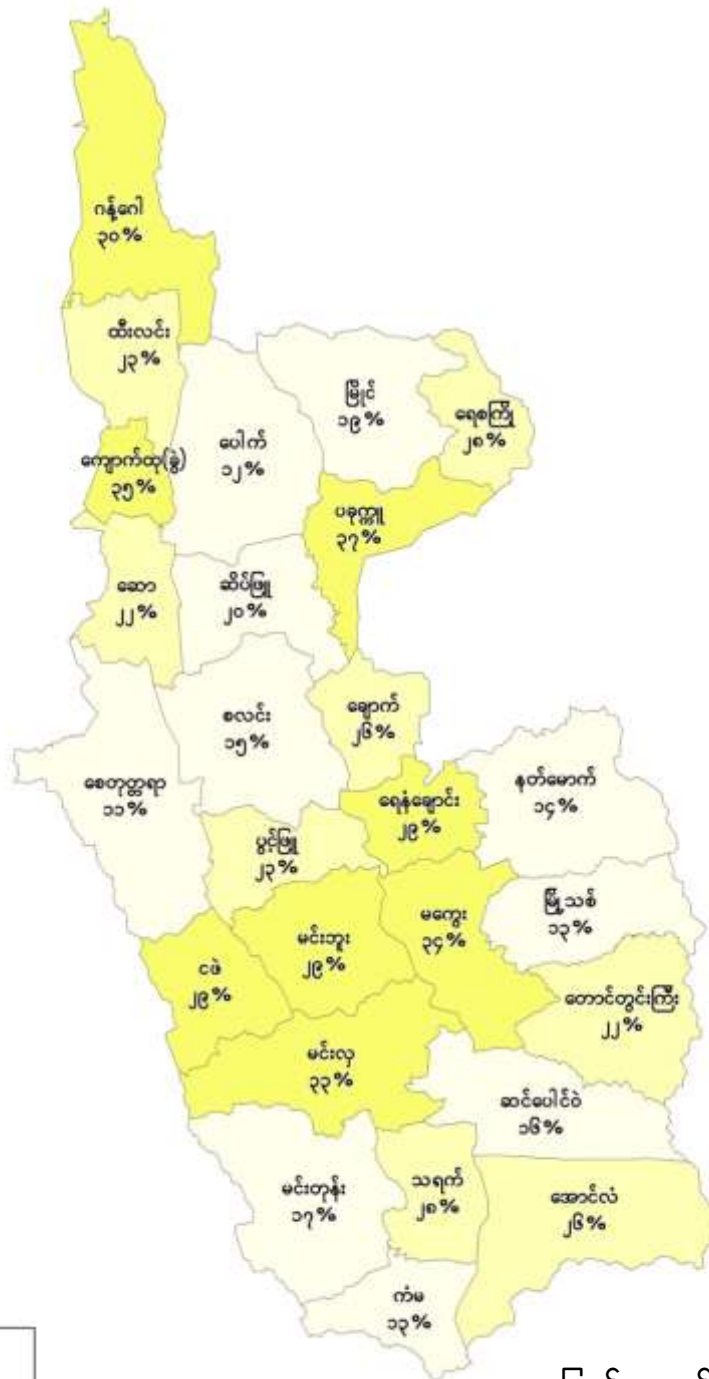 ဂန့်ဂေါ
၃၀%
ထီးလင်း
၂၃%
မြိုင်
၁၉%
ရေစကြို
၂၈%
ပေါက်
၁၂%
ကျောက်ထု(ခွဲ)
၃၅%
ပခုက္ကူ
၃၇%
ဆော
၂၂%
ဆိပ်ဖြူ
၂၀%
စလင်း
၁၅%
ချောက်
၂၆%
စေတုတ္တရာ
၁၁%
ရေနံချောင်း
၂၉%
နတ်မောက်
၁၄%
ပွင့်ဖြူ
၂၃%
မကွေး
၃၄%
မြို့သစ်
၁၃%
မင်းဘူး
၂၉%
ငဖဲ
၂၉%
တောင်တွင်းကြီး
၂၂%
မင်းလှ
၃၃%
ဆင်ပေါင်ဝဲ
၁၆%
မင်းတုန်း
၁၇%
သရက်
၂၈%
အောင်လံ
၂၆%
ကံမ
၁၃%